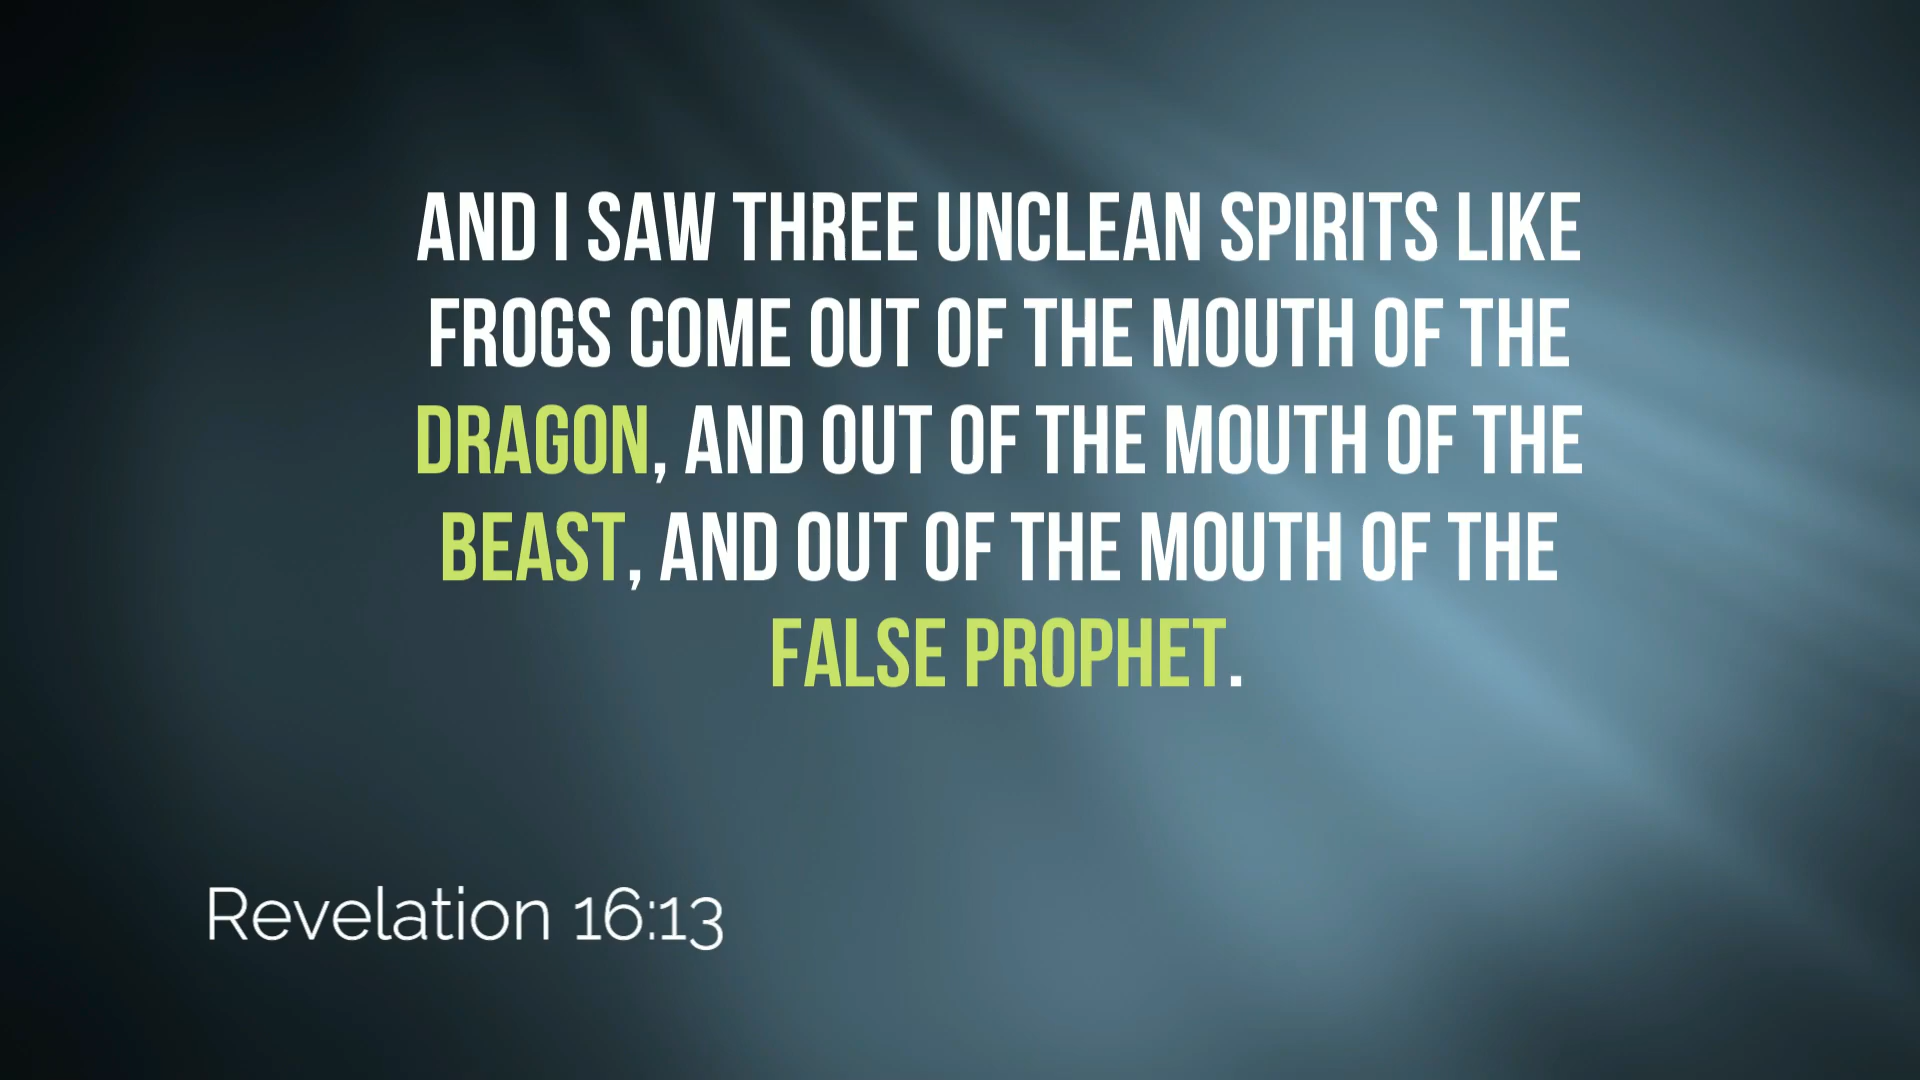 AND I SAW THREE UNCLEAN SPIRITS LIKE
FROGS COME OUT OF THE MOUTH OF THE
DRAGON, AND OUT OF THE MOUTH OF THE
BEAST, AND OUT OF THE MOUTH OF THE
FALSE PROPHET.
Revelation 16:13